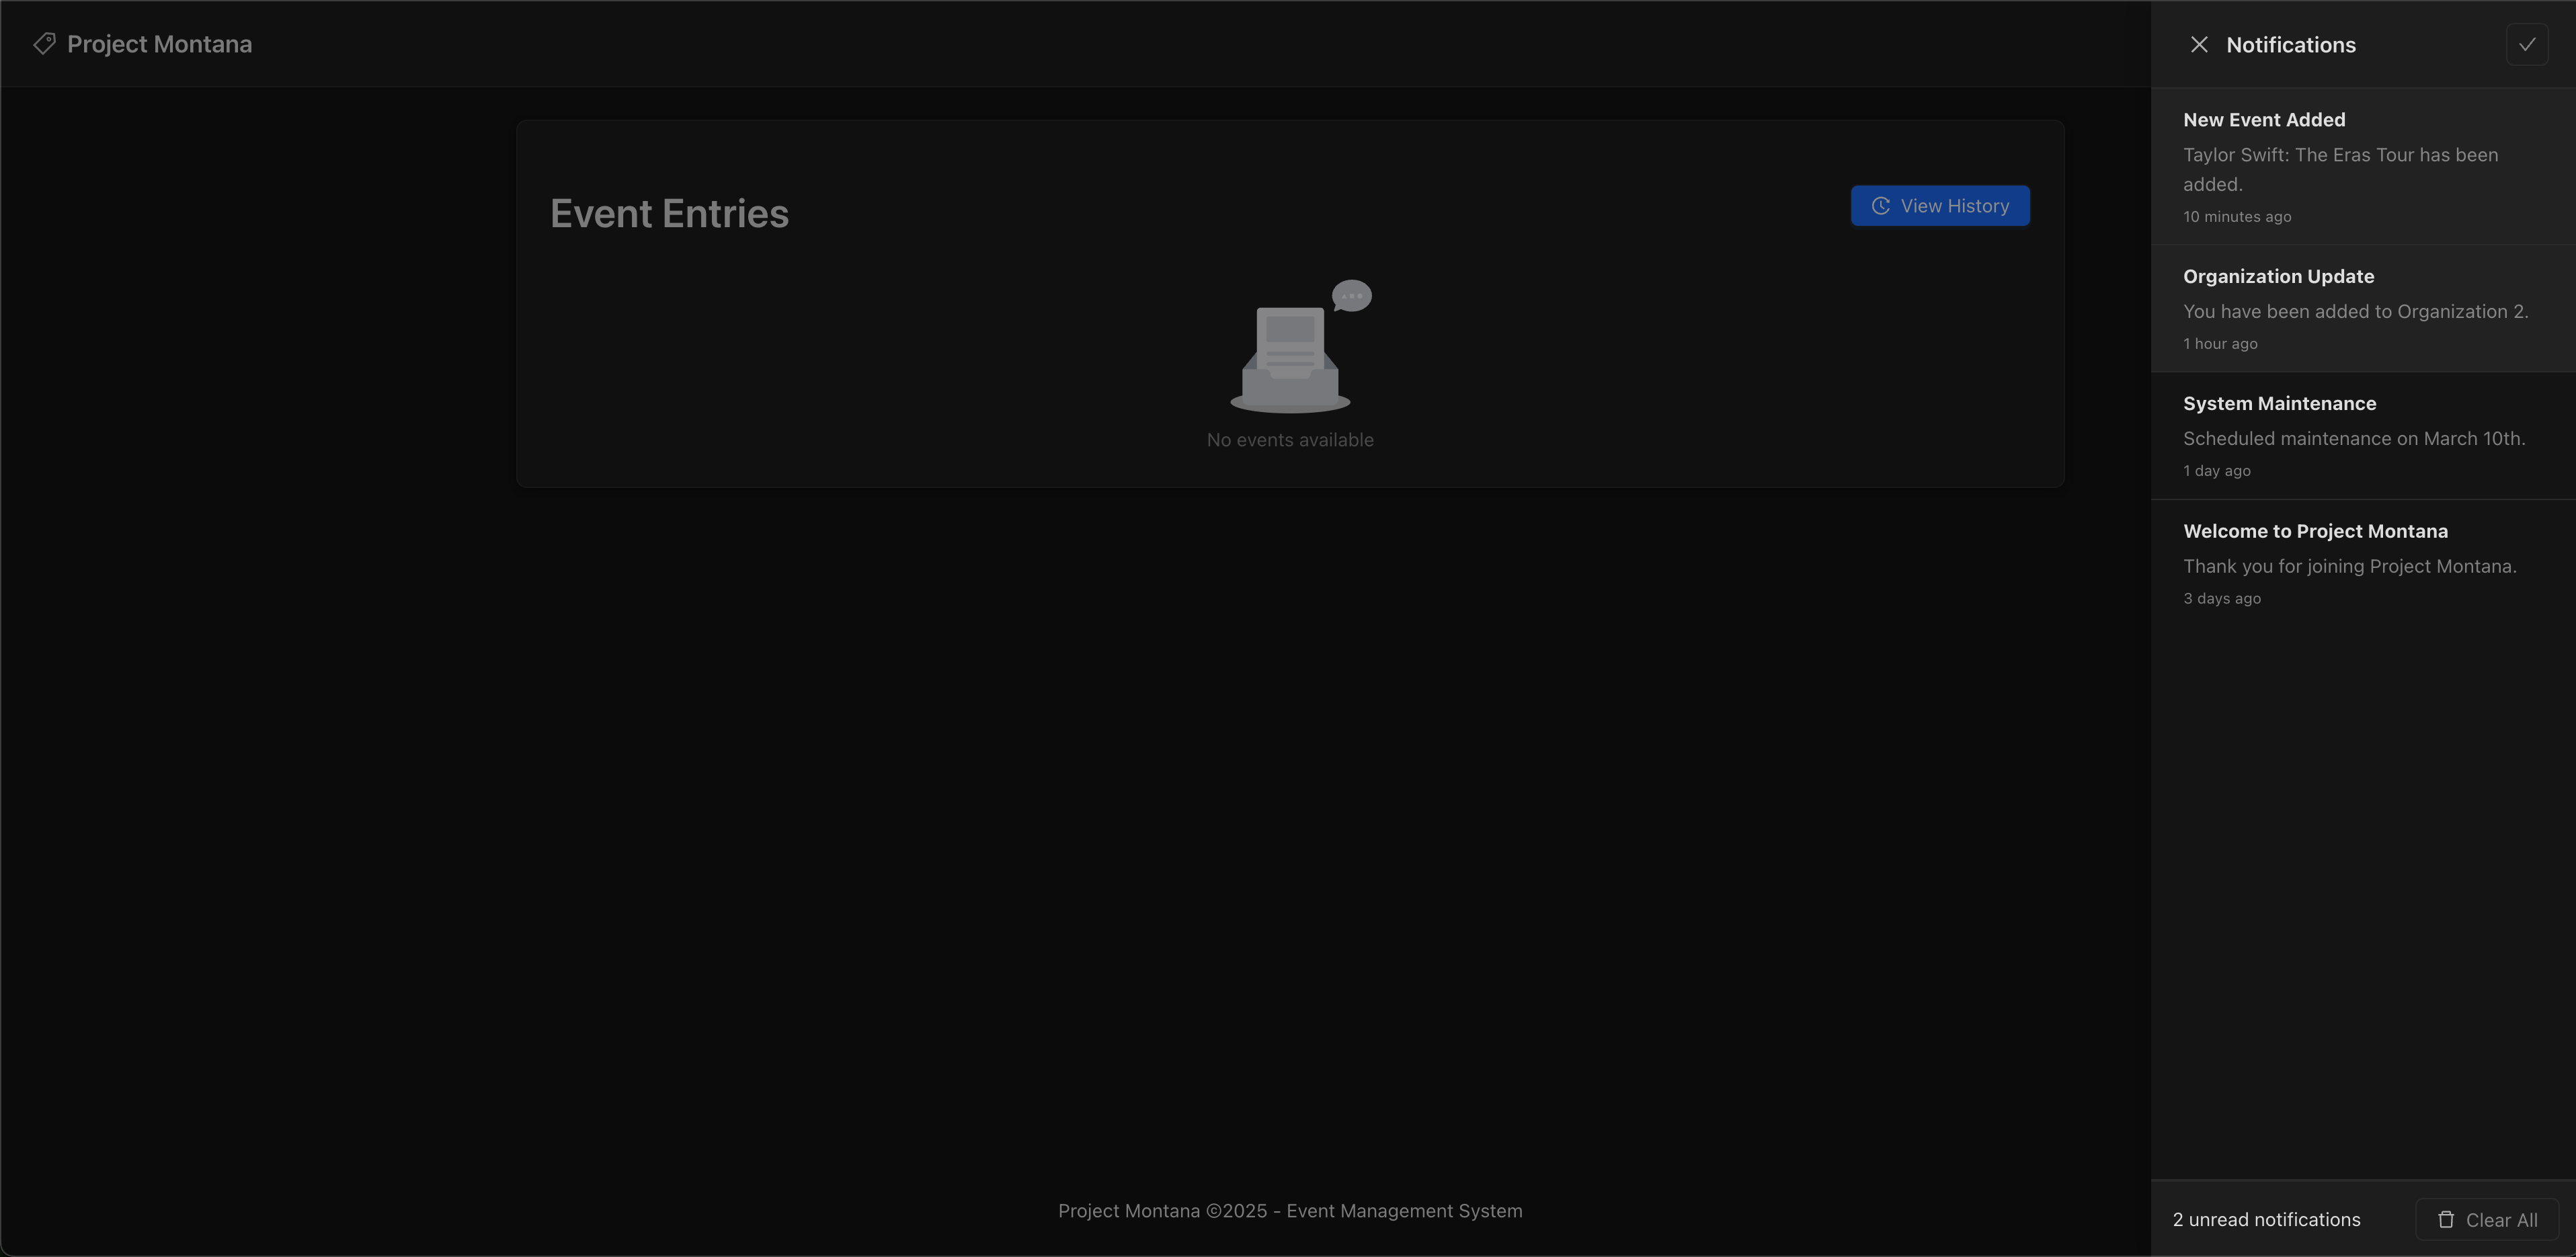 Project Montana
Event Entries
View History
No events available
Project Montana ©2025 - Event Management System
Notifications
New Event Added
Taylor Swift: The Eras Tour has been
added.
10 minutes ago
Organization Update
You have been added to Organization 2.
1 hour ago
System Maintenance
Scheduled maintenance on March 10th.
1 day ago
Welcome to Project Montana
Thank you for joining Project Montana.
3 days ago
2 unread notifications
Clear All